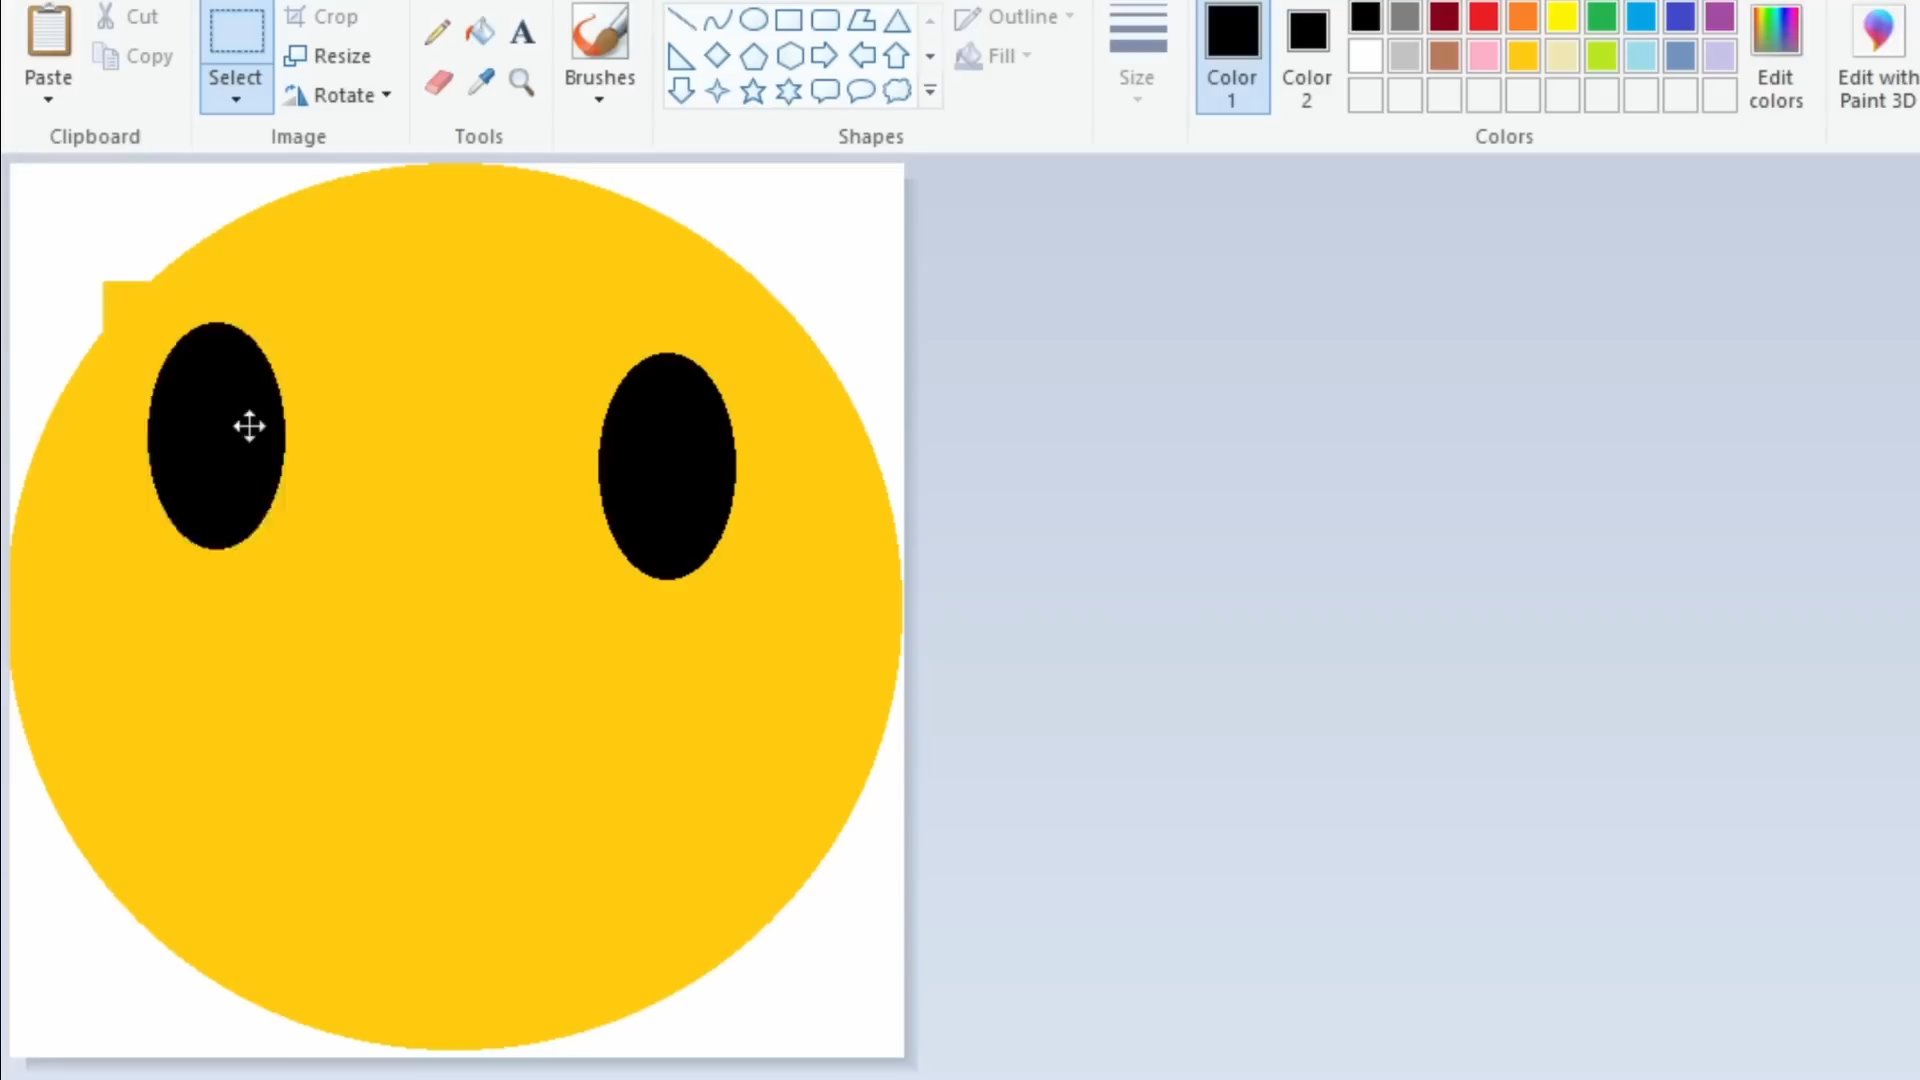 Paste
Cut
Copy
Clipboard
Select
Crop
Resize
Rotate
Image
A
Tools
Brushes
Shapes
Outline
Fill
Size
Color
1
Color
2
Edit
colors
Colors
Edit with
Paint 3D